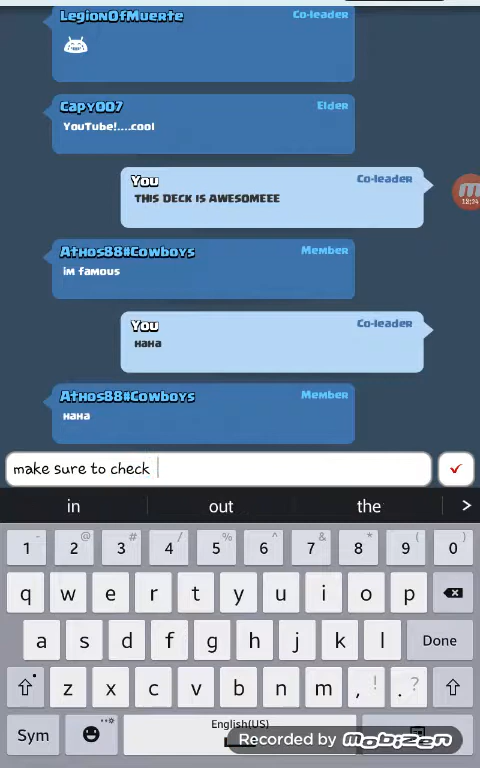 LegionOfMuerte Co-leader
Capy007 Elder
YouTube!....cool
You Co-leader
THIS DECK IS AWESOMEEE
Athos88#Cowboys Member
im famous
You Co-leader
haha
Athos88#Cowboys Member
haha
make sure to check
in out the >
1 - 2 @ 3 # 4 / 5 % 6 ^ 7 & 8 * 9 ( 0 )
q w e r t y u i o p
a s d f g h j k l Done
z x c v b n m , ! . ?
Sym English(US)
Recorded by mobizen